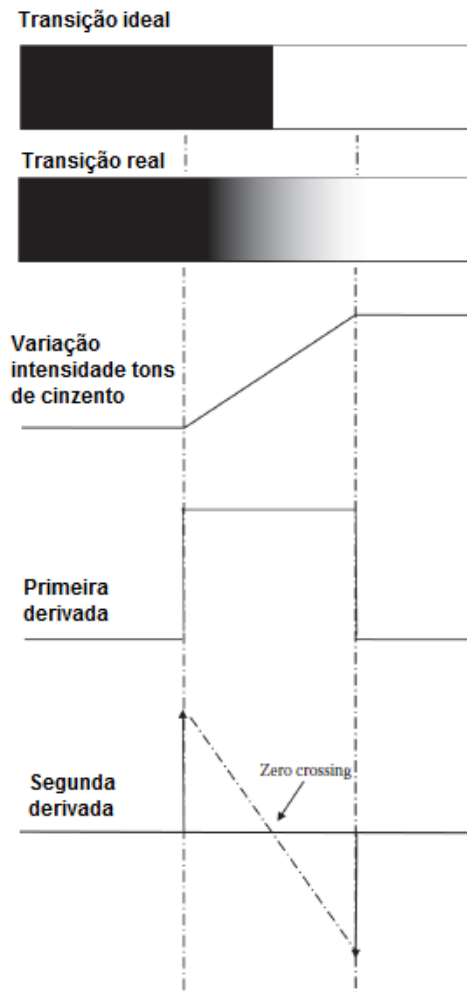 Transição ideal
Transição real
Variação
intensidade tons
de cinzento
Primeira
derivada
Zero crossing
Segunda
derivada